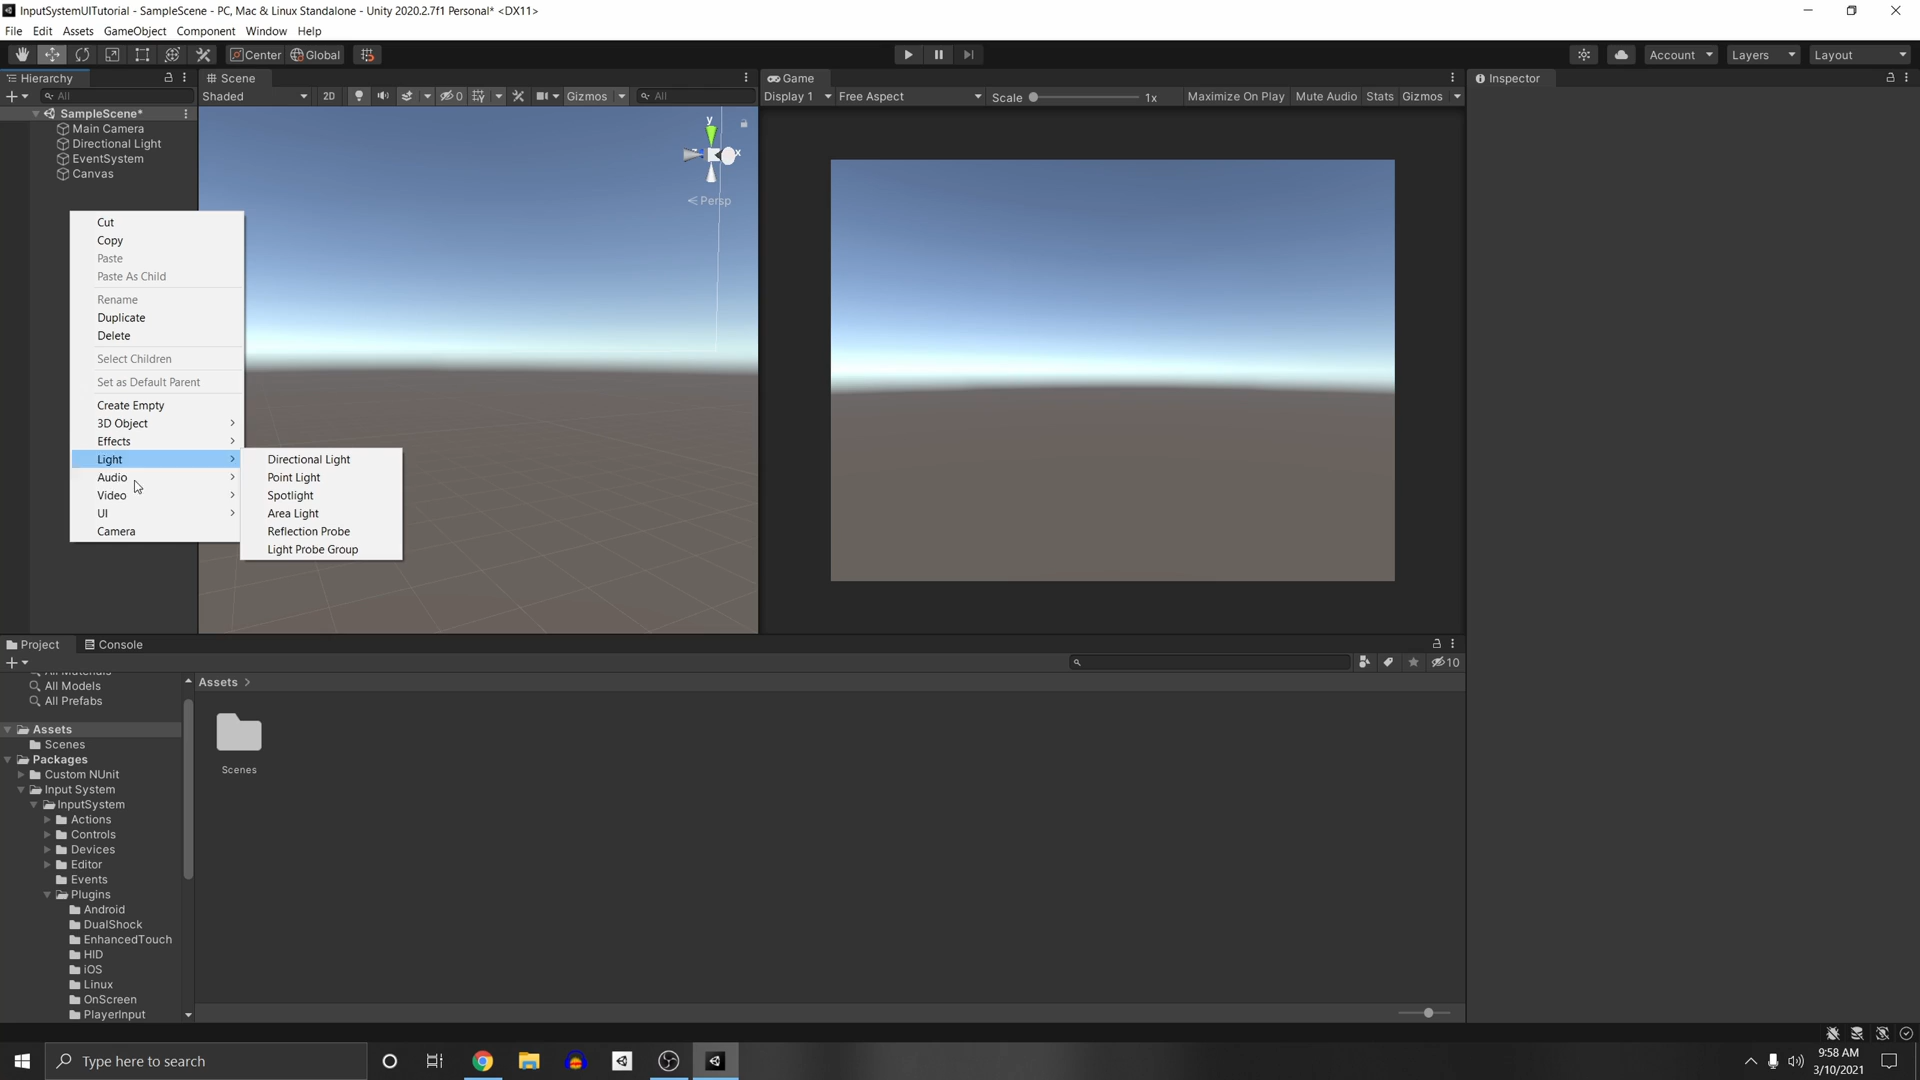 InputSystemUITutorial - SampleScene - PC, Mac & Linux Standalone - Unity 2020.2.7f1 Personal* <DX11>
File Edit Assets GameObject Component Window Help
Center Global Account Layers Layout
Hierarchy Scene Game Inspector
All Shaded 2D 0 Gizmos All Display 1 Free Aspect Scale 1x Maximize On Play Mute Audio Stats Gizmos
SampleScene*
Main Camera
Directional Light
EventSystem
Canvas
y
x
Persp
Cut
Copy
Paste
Paste As Child
Rename
Duplicate
Delete
Select Children
Set as Default Parent
Create Empty
3D Object
Effects
Light
Audio
Video
UI
Camera
Directional Light
Point Light
Spotlight
Area Light
Reflection Probe
Light Probe Group
Project Console
10
All Materials
All Models
All Prefabs
Assets
Scenes
Packages
Custom NUnit
Input System
InputSystem
Actions
Controls
Devices
Editor
Events
Plugins
Android
DualShock
EnhancedTouch
HID
iOS
Linux
OnScreen
PlayerInput
Assets >
Scenes
Type here to search
9:58 AM
3/10/2021